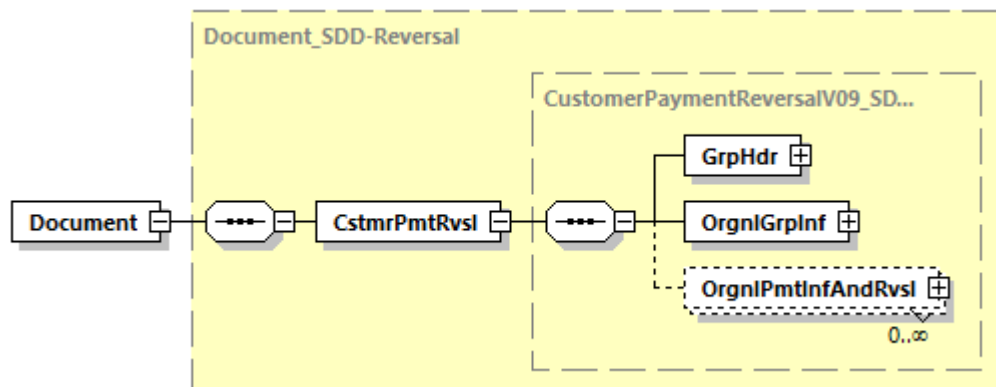 Document_SDD-Reversal
CustomerPaymentReversalV09_SD...
GrpHdr
Document
CstmrPmtRvsl
OrgnlGrpInf
OrgnlPmtInfAndRvsl
0..∞